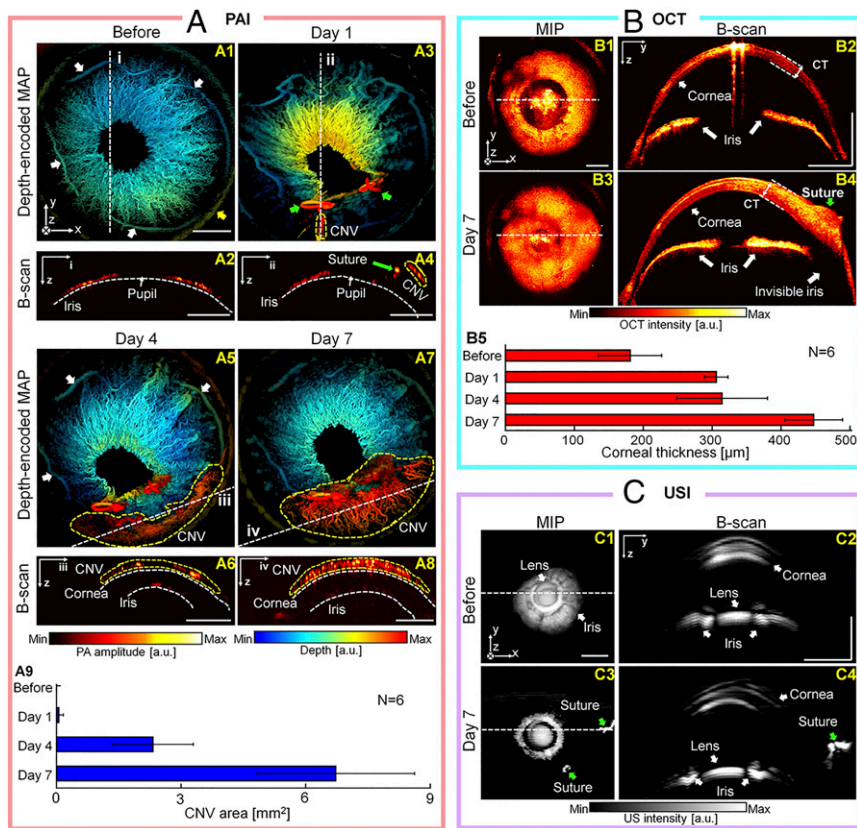 A PAI
Before
Day 1
Depth-encoded MAP
A1
i
y
z
x
A3
ii
CNV
B-scan
i
z
A2
Pupil
Iris
ii
z
Suture
A4
CNV
Pupil
Iris
Day 4
Day 7
Depth-encoded MAP
A5
iii
CNV
A7
iv
CNV
B-scan
iii
z
CNV
A6
Cornea
Iris
iv
z
CNV
A8
Cornea
Iris
Min
Max
PA amplitude [a.u.]
Min
Max
Depth [a.u.]
A9
Before
Day 1
Day 4
Day 7
N=6
0
3
6
9
CNV area [mm²]
B OCT
MIP
B-scan
Before
B1
y
z
x
y
z
B2
CT
Cornea
Iris
Day 7
B3
B4
Suture
CT
Cornea
Iris
Invisible iris
Min
Max
OCT intensity [a.u.]
B5
Before
Day 1
Day 4
Day 7
N=6
0
100
200
300
400
500
Corneal thickness [µm]
C USI
MIP
B-scan
Before
C1
Lens
Iris
y
z
x
y
z
C2
Cornea
Lens
Iris
Day 7
C3
Suture
Suture
C4
Cornea
Suture
Lens
Iris
Min
Max
US intensity [a.u.]